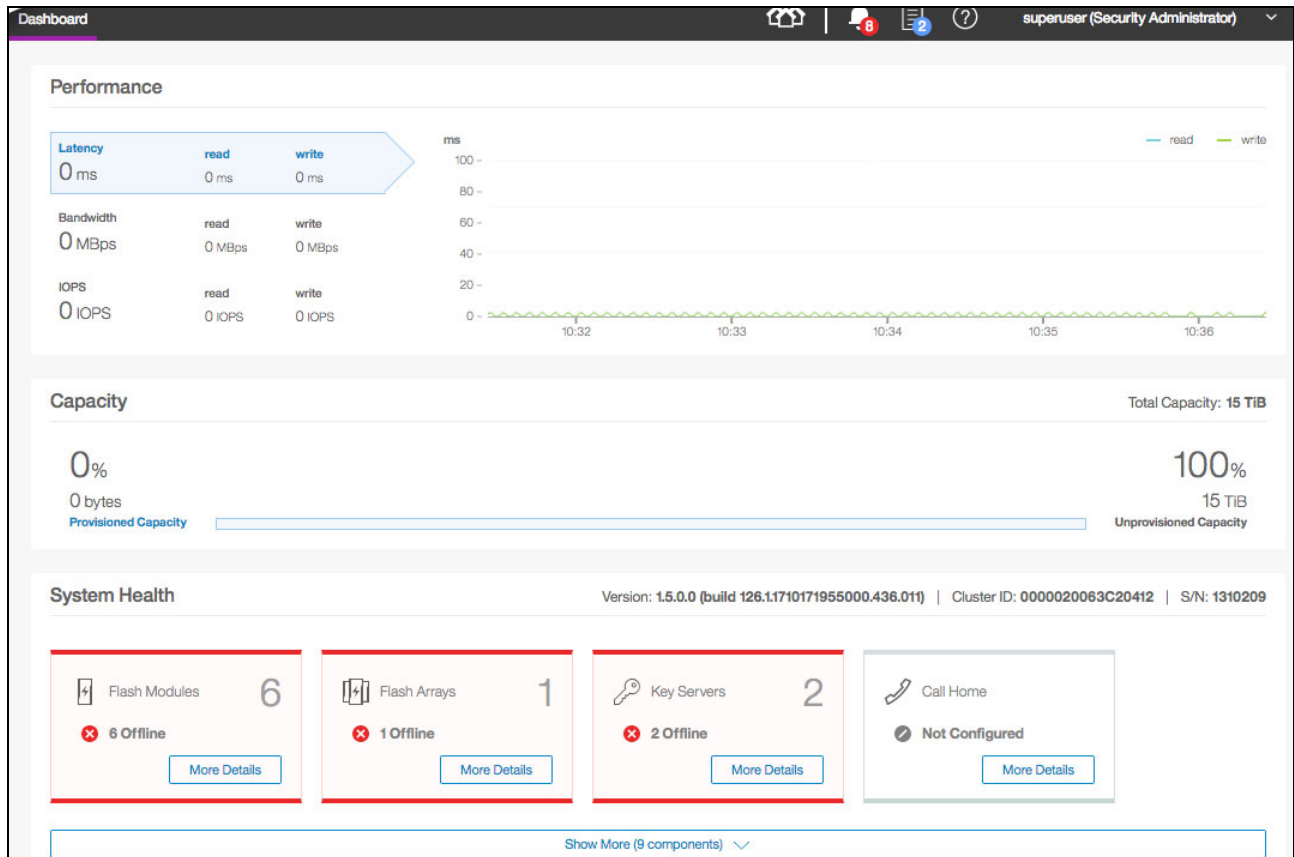 Dashboard
8
2
?
superuser (Security Administrator)
Performance
Latency
read
write
0 ms
0 ms
0 ms
Bandwidth
read
write
0 MBps
0 MBps
0 MBps
IOPS
read
write
0 IOPS
0 IOPS
0 IOPS
ms
read
write
100
80
60
40
20
0
10:32
10:33
10:34
10:35
10:36
Capacity
Total Capacity: 15 TiB
0%
100%
0 bytes
15 TiB
Provisioned Capacity
Unprovisioned Capacity
System Health
Version: 1.5.0.0 (build 126.1.1710171955000.436.011) | Cluster ID: 0000020063C20412 | S/N: 1310209
Flash Modules 6
6 Offline
More Details
Flash Arrays 1
1 Offline
More Details
Key Servers 2
2 Offline
More Details
Call Home
Not Configured
More Details
Show More (9 components)